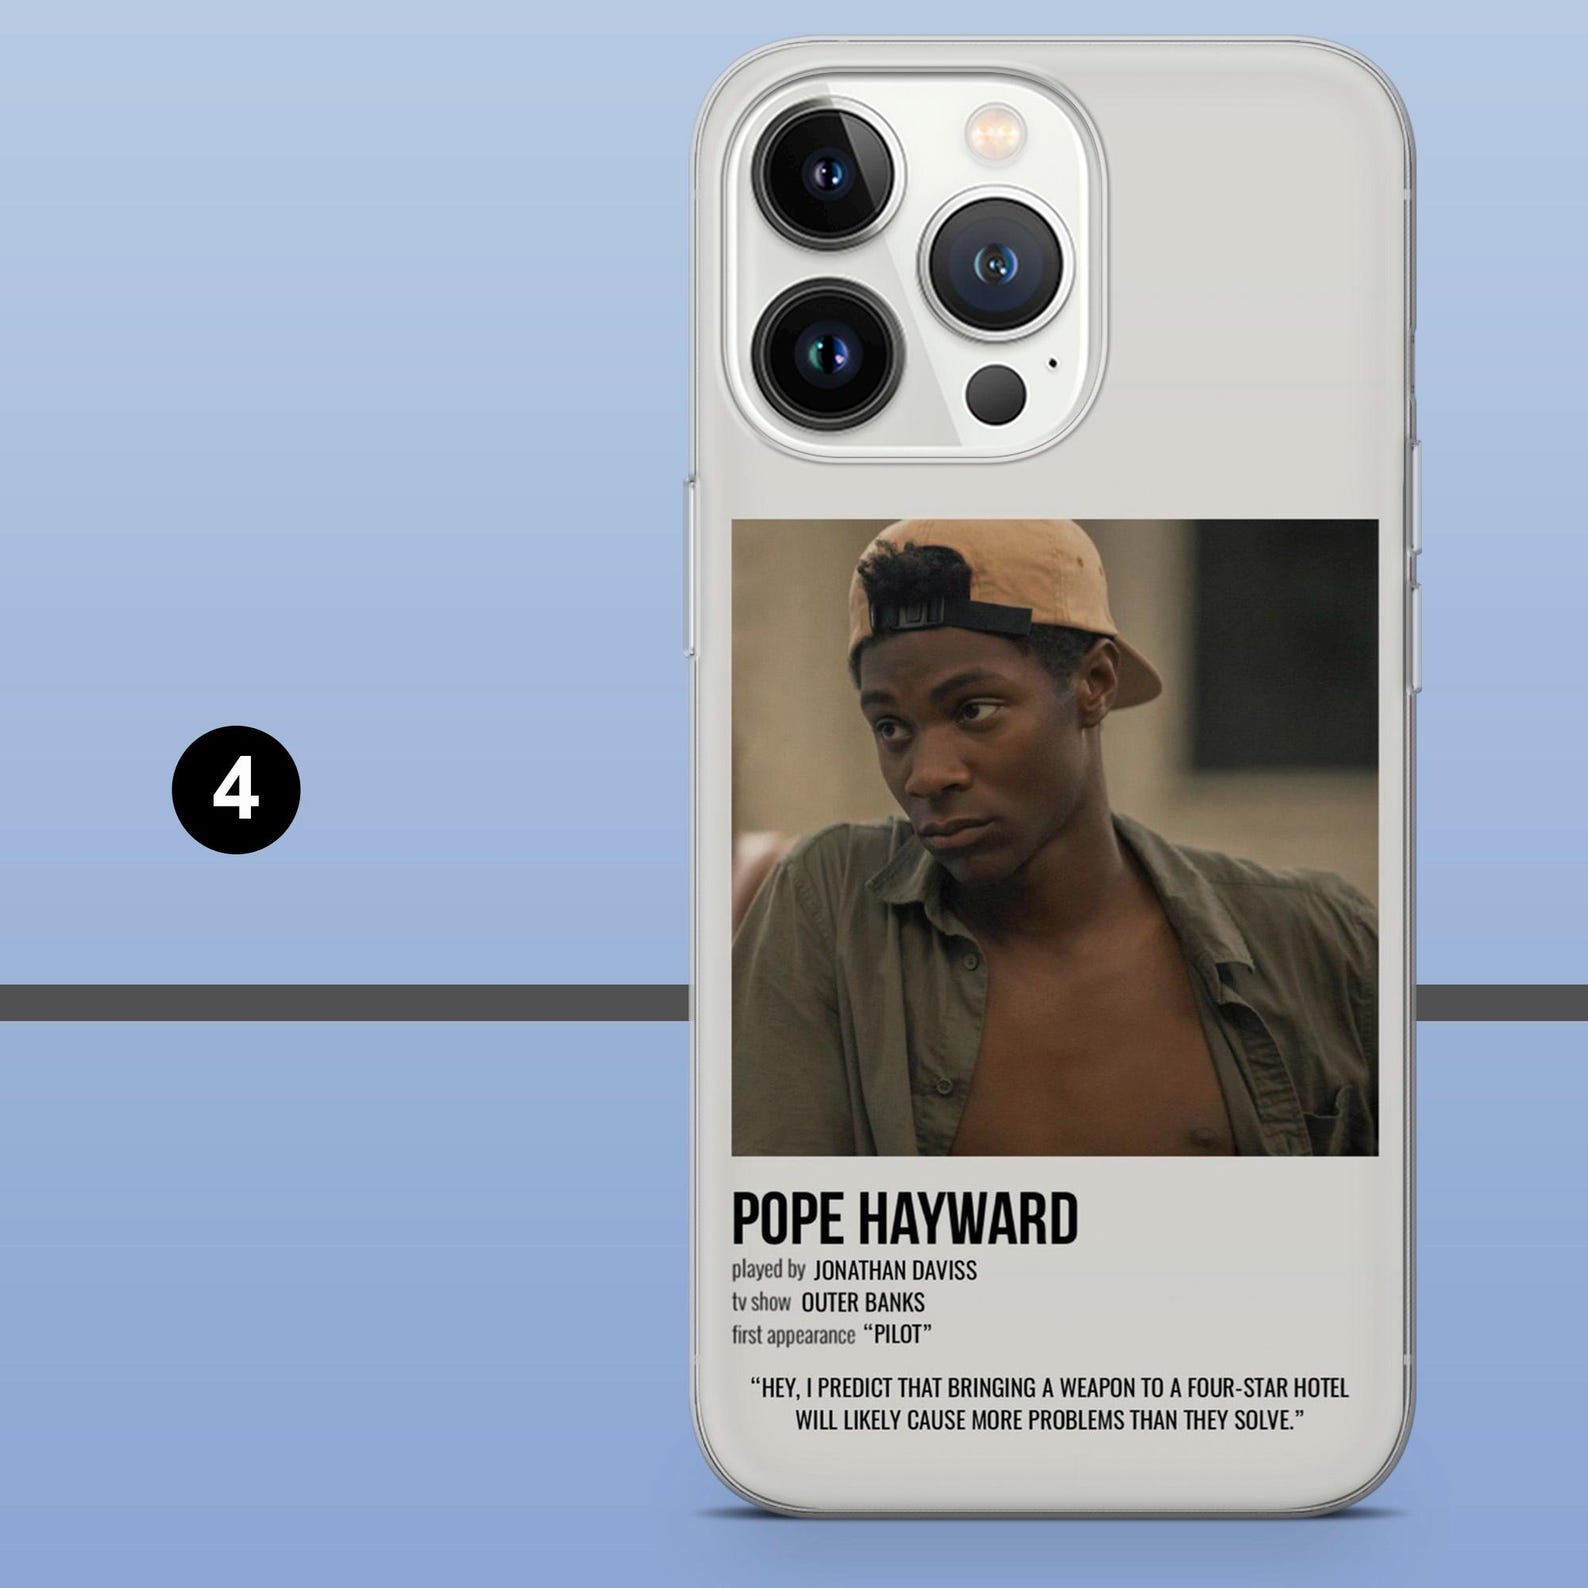 4
POPE HAYWARD
played by JONATHAN DAVISS
tv show OUTER BANKS
first appearance “PILOT”
“HEY, I PREDICT THAT BRINGING A WEAPON TO A FOUR-STAR HOTEL
WILL LIKELY CAUSE MORE PROBLEMS THAN THEY SOLVE.”